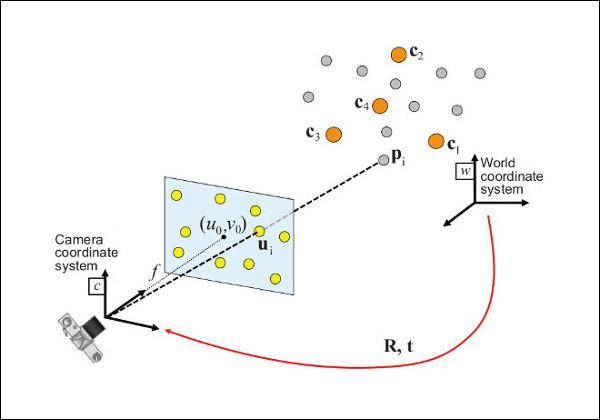 c2
c4
c3
c1
pi
World
coordinate
system
w
(u0,v0)
ui
Camera
coordinate
system
f
c
R, t